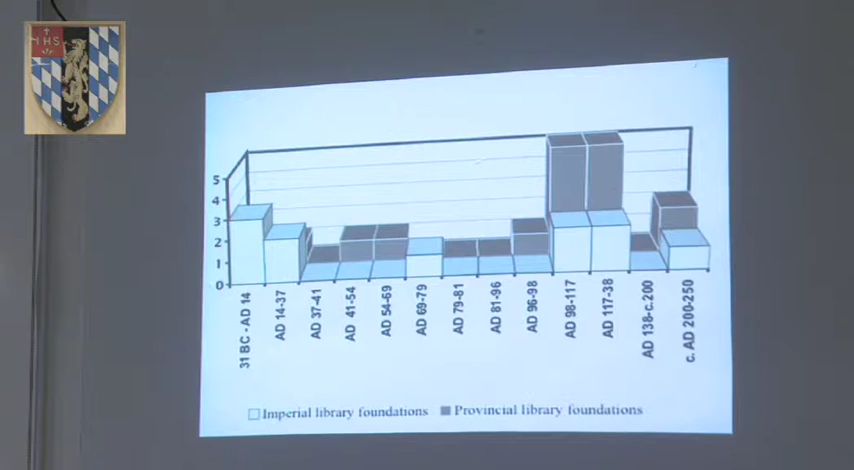 IHS
5
4
3
2
1
0
31 BC - AD 14
AD 14-37
AD 37-41
AD 41-54
AD 54-69
AD 69-79
AD 79-81
AD 81-96
AD 96-98
AD 98-117
AD 117-38
AD 138-c.200
c. AD 200-250
Imperial library foundations Provincial library foundations